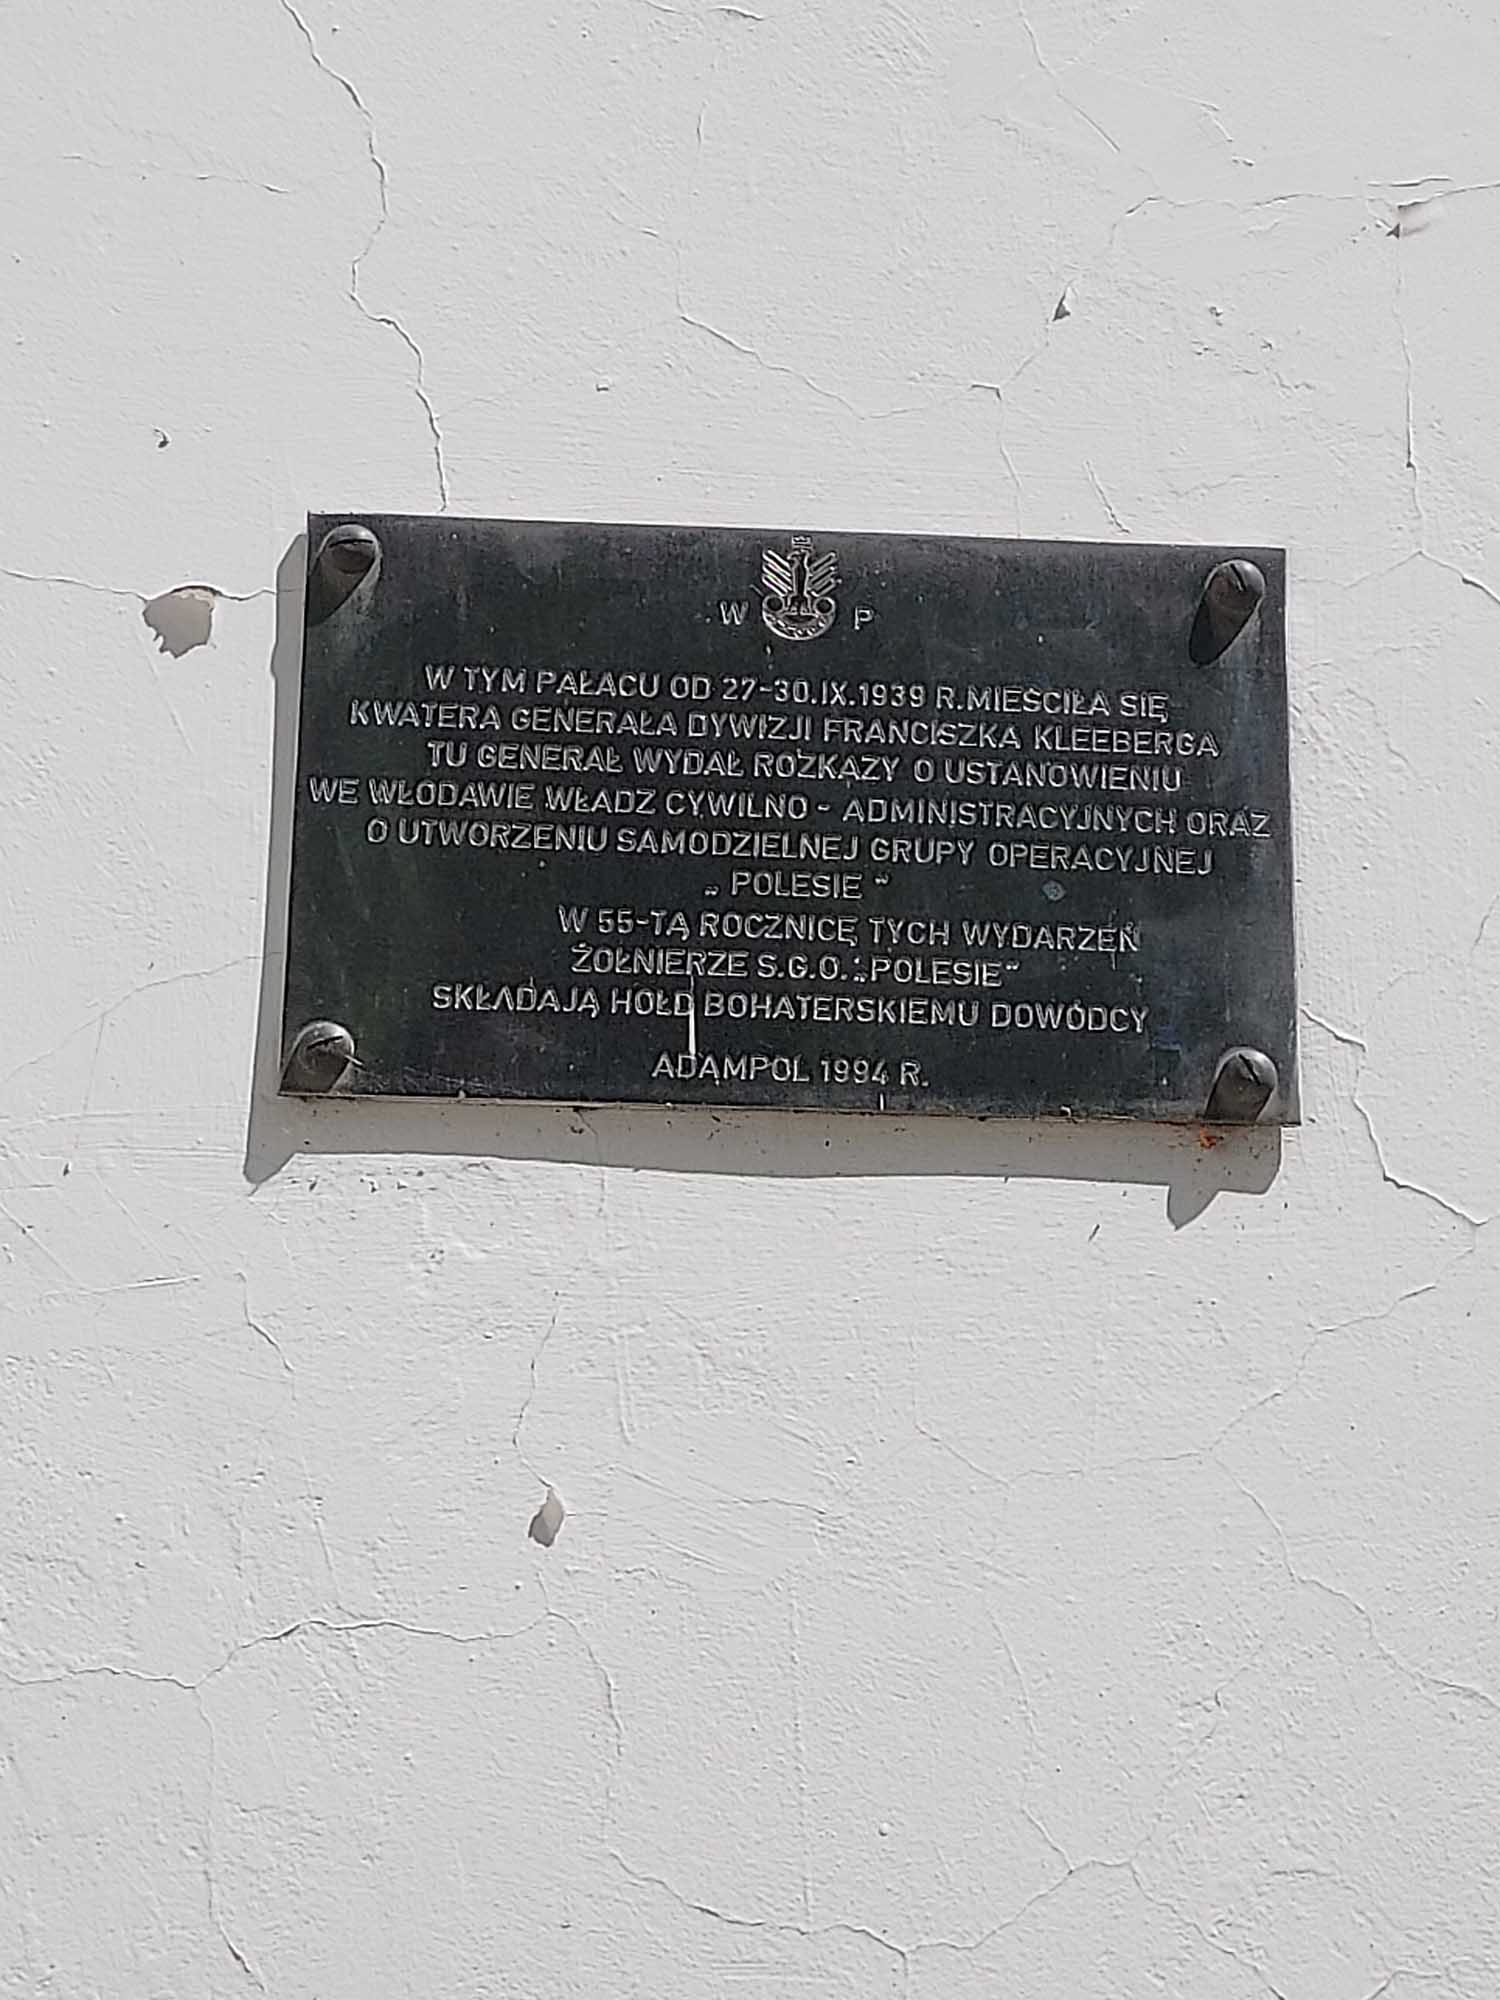 W P
W TYM PAŁACU OD 27-30.IX.1939 R.MIEŚCIŁA SIĘ
KWATERA GENERAŁA DYWIZJI FRANCISZKA KLEEBERGA
TU GENERAŁ WYDAŁ ROZKAZY O USTANOWIENIU
WE WŁODAWIE WŁADZ CYWILNO - ADMINISTRACYJNYCH ORAZ
O UTWORZENIU SAMODZIELNEJ GRUPY OPERACYJNEJ
„ POLESIE “
W 55-TĄ ROCZNICĘ TYCH WYDARZEŃ
ŻOŁNIERZE S.G.O. „POLESIE“
SKŁADAJĄ HOŁD BOHATERSKIEMU DOWÓDCY
ADAMPOL 1994 R.